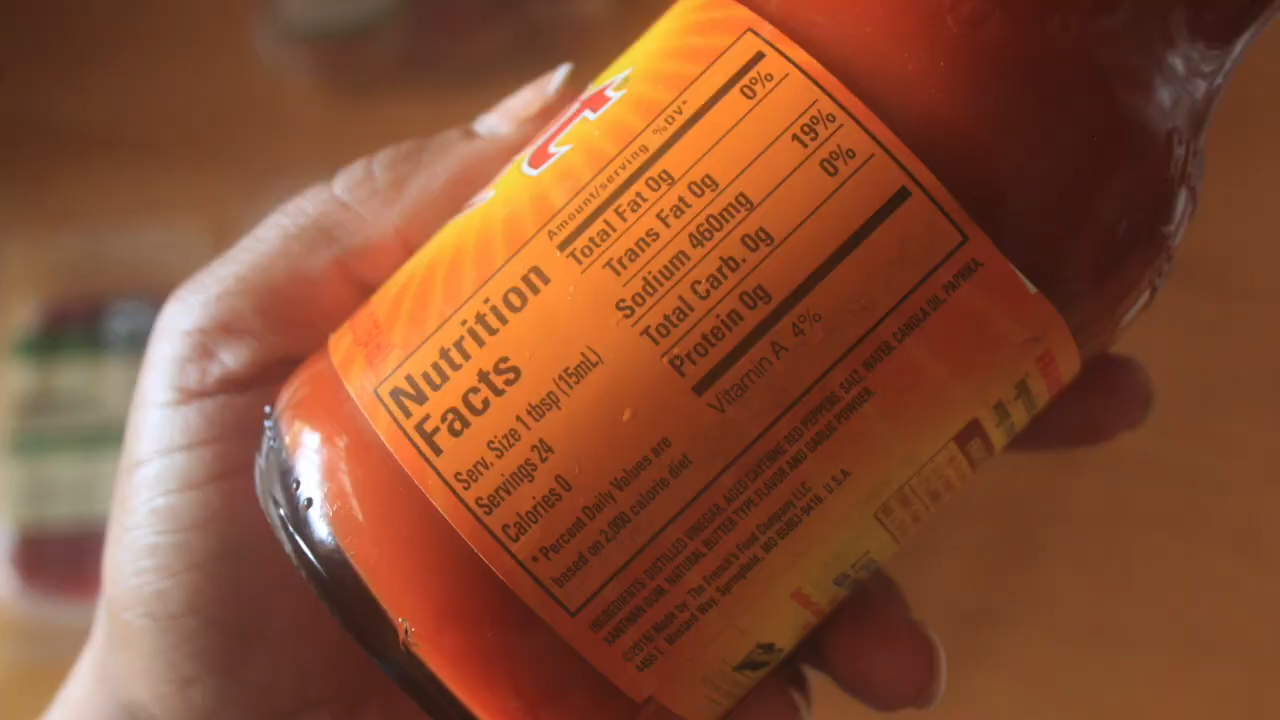 t
Nutrition
Facts
Serv. Size 1 tbsp (15mL)
Servings 24
Calories 0
* Percent Daily Values are
based on 2,000 calorie diet
Amount/serving %DV*
Total Fat 0g 0%
Trans Fat 0g
Sodium 460mg 19%
Total Carb. 0g 0%
Protein 0g
Vitamin A 4%
INGREDIENTS: DISTILLED VINEGAR, AGED CAYENNE RED PEPPERS, SALT, WATER, CANOLA OIL, PAPRIKA,
XANTHAN GUM, NATURAL BUTTER TYPE FLAVOR AND GARLIC POWDER
Made by: The French's Food Company LLC
Mustard Way, Springfield, MO U.S.A.